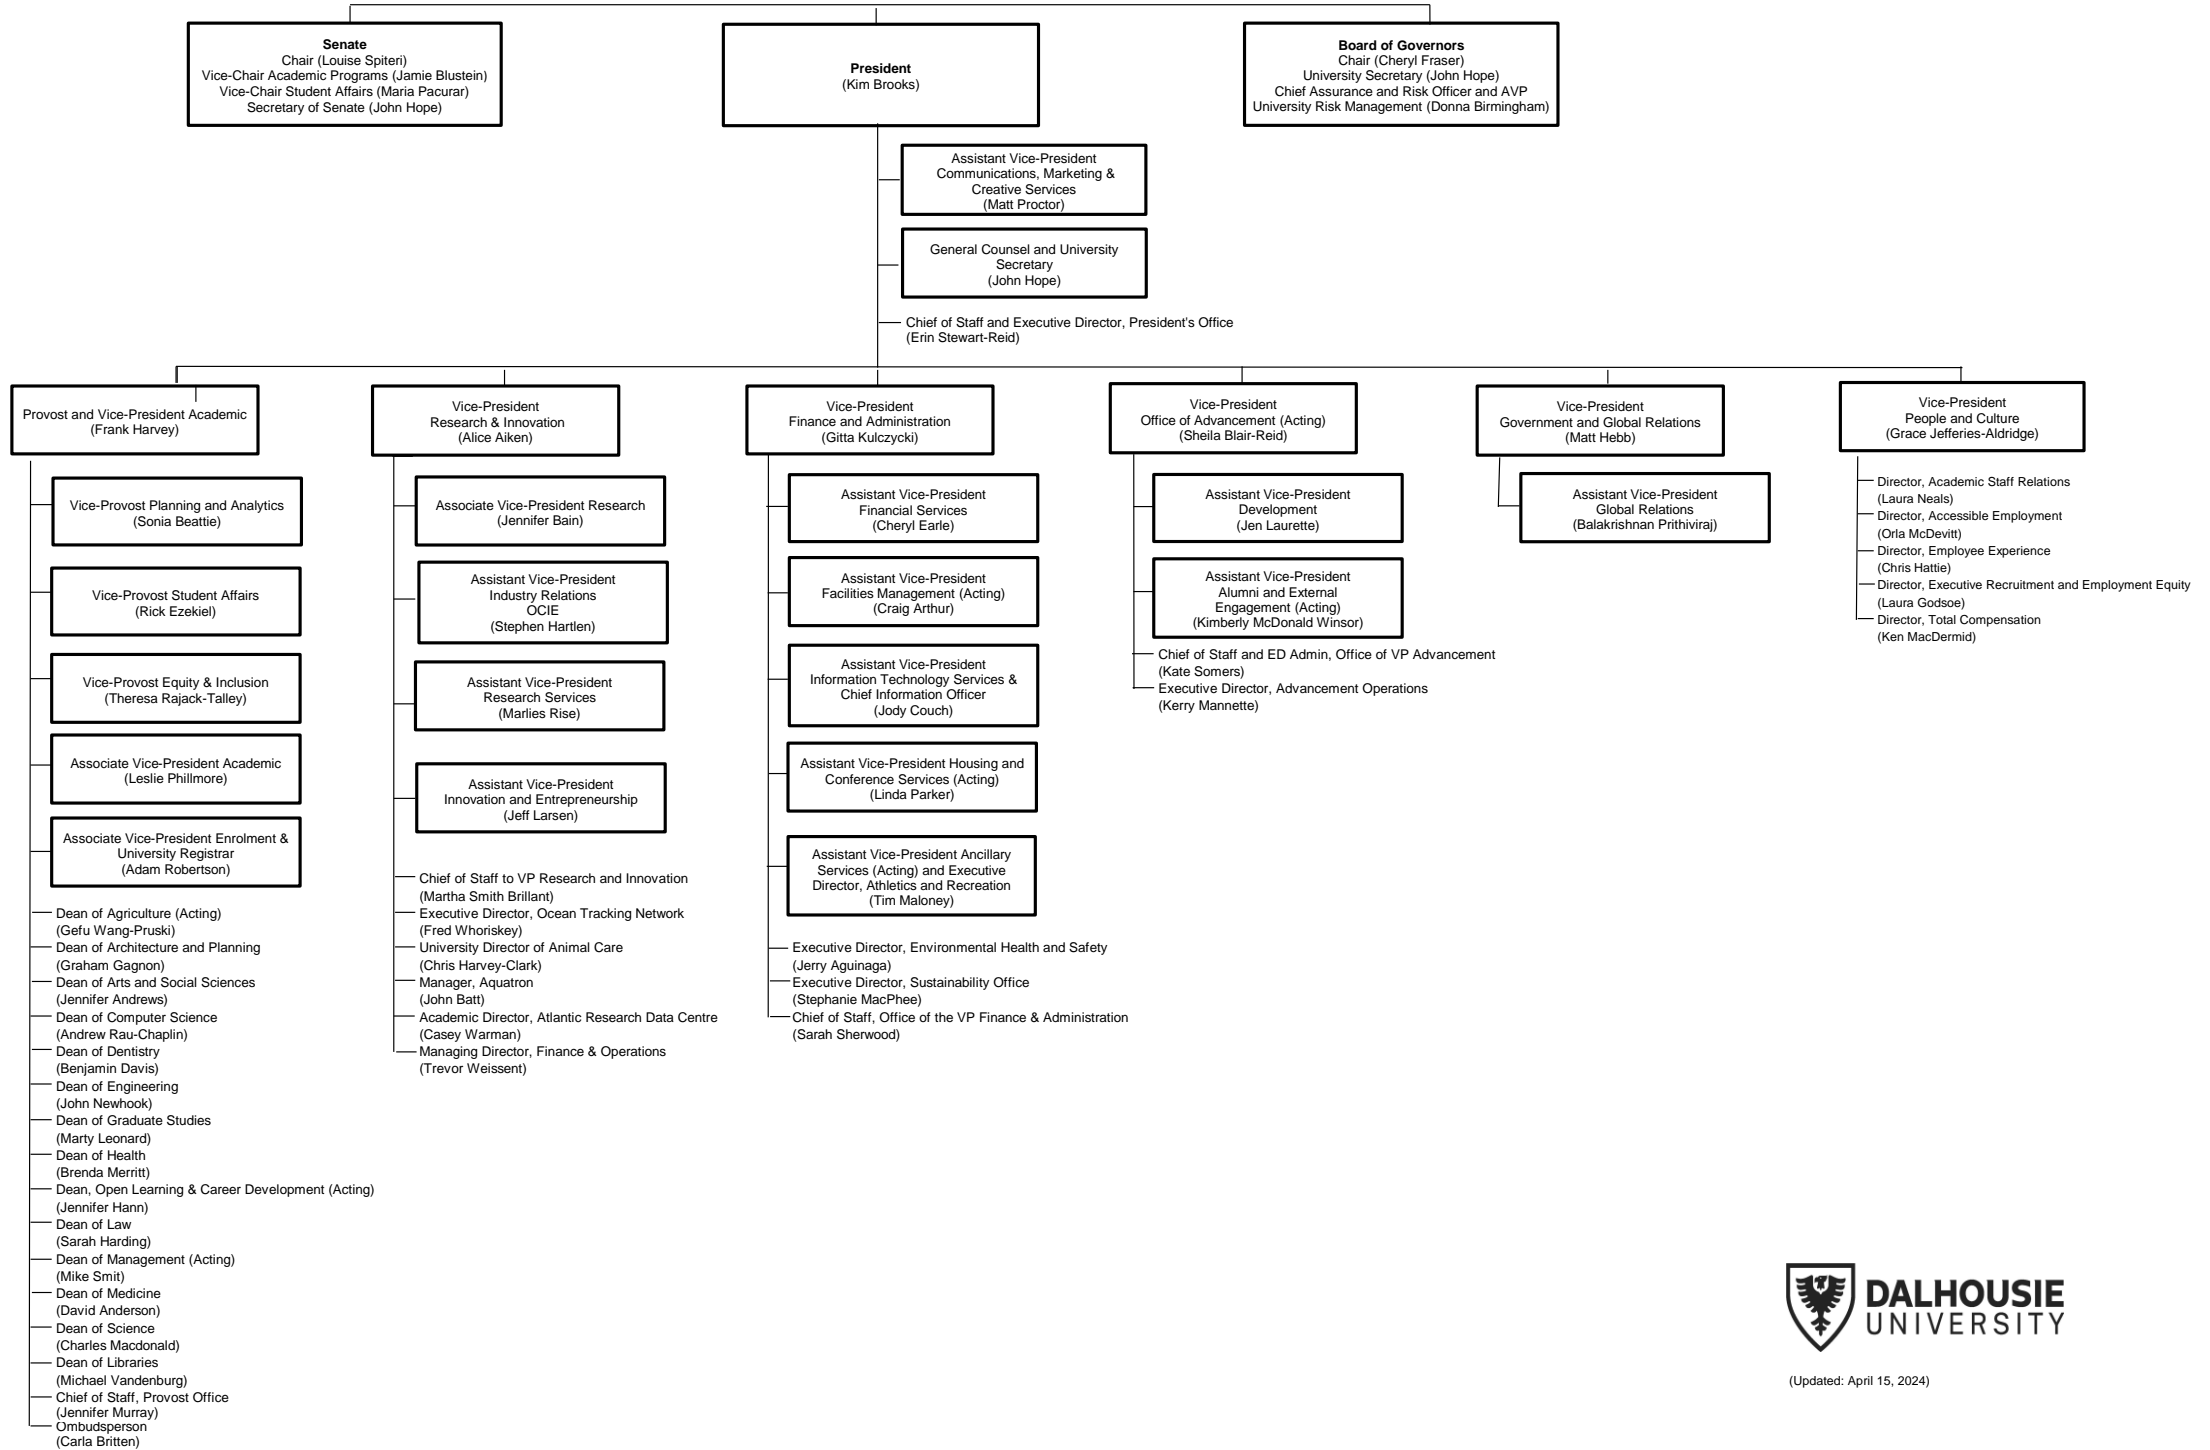 Senate
Chair (Louise Spiteri)
Vice-Chair Academic Programs (Jamie Blustein)
Vice-Chair Student Affairs (Maria Pacurar)
Secretary of Senate (John Hope)
President
(Kim Brooks)
Board of Governors
Chair (Cheryl Fraser)
University Secretary (John Hope)
Chief Assurance and Risk Officer and AVP
University Risk Management (Donna Birmingham)
Assistant Vice-President
Communications, Marketing &
Creative Services
(Matt Proctor)
General Counsel and University
Secretary
(John Hope)
Chief of Staff and Executive Director, President's Office
(Erin Stewart-Reid)
Provost and Vice-President Academic
(Frank Harvey)
Vice-Provost Planning and Analytics
(Sonia Beattie)
Vice-Provost Student Affairs
(Rick Ezekiel)
Vice-Provost Equity & Inclusion
(Theresa Rajack-Talley)
Associate Vice-President Academic
(Leslie Phillmore)
Associate Vice-President Enrolment &
University Registrar
(Adam Robertson)
Dean of Agriculture (Acting)
(Gefu Wang-Pruski)
Dean of Architecture and Planning
(Graham Gagnon)
Dean of Arts and Social Sciences
(Jennifer Andrews)
Dean of Computer Science
(Andrew Rau-Chaplin)
Dean of Dentistry
(Benjamin Davis)
Dean of Engineering
(John Newhook)
Dean of Graduate Studies
(Marty Leonard)
Dean of Health
(Brenda Merritt)
Dean, Open Learning & Career Development (Acting)
(Jennifer Hann)
Dean of Law
(Sarah Harding)
Dean of Management (Acting)
(Mike Smit)
Dean of Medicine
(David Anderson)
Dean of Science
(Charles Macdonald)
Dean of Libraries
(Michael Vandenburg)
Chief of Staff, Provost Office
(Jennifer Murray)
Ombudsperson
(Carla Britten)
Vice-President
Research & Innovation
(Alice Aiken)
Associate Vice-President Research
(Jennifer Bain)
Assistant Vice-President
Industry Relations
OCIE
(Stephen Hartlen)
Assistant Vice-President
Research Services
(Marlies Rise)
Assistant Vice-President
Innovation and Entrepreneurship
(Jeff Larsen)
Chief of Staff to VP Research and Innovation
(Martha Smith Brillant)
Executive Director, Ocean Tracking Network
(Fred Whoriskey)
University Director of Animal Care
(Chris Harvey-Clark)
Manager, Aquatron
(John Batt)
Academic Director, Atlantic Research Data Centre
(Casey Warman)
Managing Director, Finance & Operations
(Trevor Weissent)
Vice-President
Finance and Administration
(Gitta Kulczycki)
Assistant Vice-President
Financial Services
(Cheryl Earle)
Assistant Vice-President
Facilities Management (Acting)
(Craig Arthur)
Assistant Vice-President
Information Technology Services &
Chief Information Officer
(Jody Couch)
Assistant Vice-President Housing and
Conference Services (Acting)
(Linda Parker)
Assistant Vice-President Ancillary
Services (Acting) and Executive
Director, Athletics and Recreation
(Tim Maloney)
Executive Director, Environmental Health and Safety
(Jerry Aguinaga)
Executive Director, Sustainability Office
(Stephanie MacPhee)
Chief of Staff, Office of the VP Finance & Administration
(Sarah Sherwood)
Vice-President
Office of Advancement (Acting)
(Sheila Blair-Reid)
Assistant Vice-President
Development
(Jen Laurette)
Assistant Vice-President
Alumni and External
Engagement (Acting)
(Kimberly McDonald Winsor)
Chief of Staff and ED Admin, Office of VP Advancement
(Kate Somers)
Executive Director, Advancement Operations
(Kerry Mannette)
Vice-President
Government and Global Relations
(Matt Hebb)
Assistant Vice-President
Global Relations
(Balakrishnan Prithiviraj)
Vice-President
People and Culture
(Grace Jefferies-Aldridge)
Director, Academic Staff Relations
(Laura Neals)
Director, Accessible Employment
(Orla McDevitt)
Director, Employee Experience
(Chris Hattie)
Director, Executive Recruitment and Employment Equity
(Laura Godsoe)
Director, Total Compensation
(Ken MacDermid)
DALHOUSIE
UNIVERSITY
(Updated: April 15, 2024)